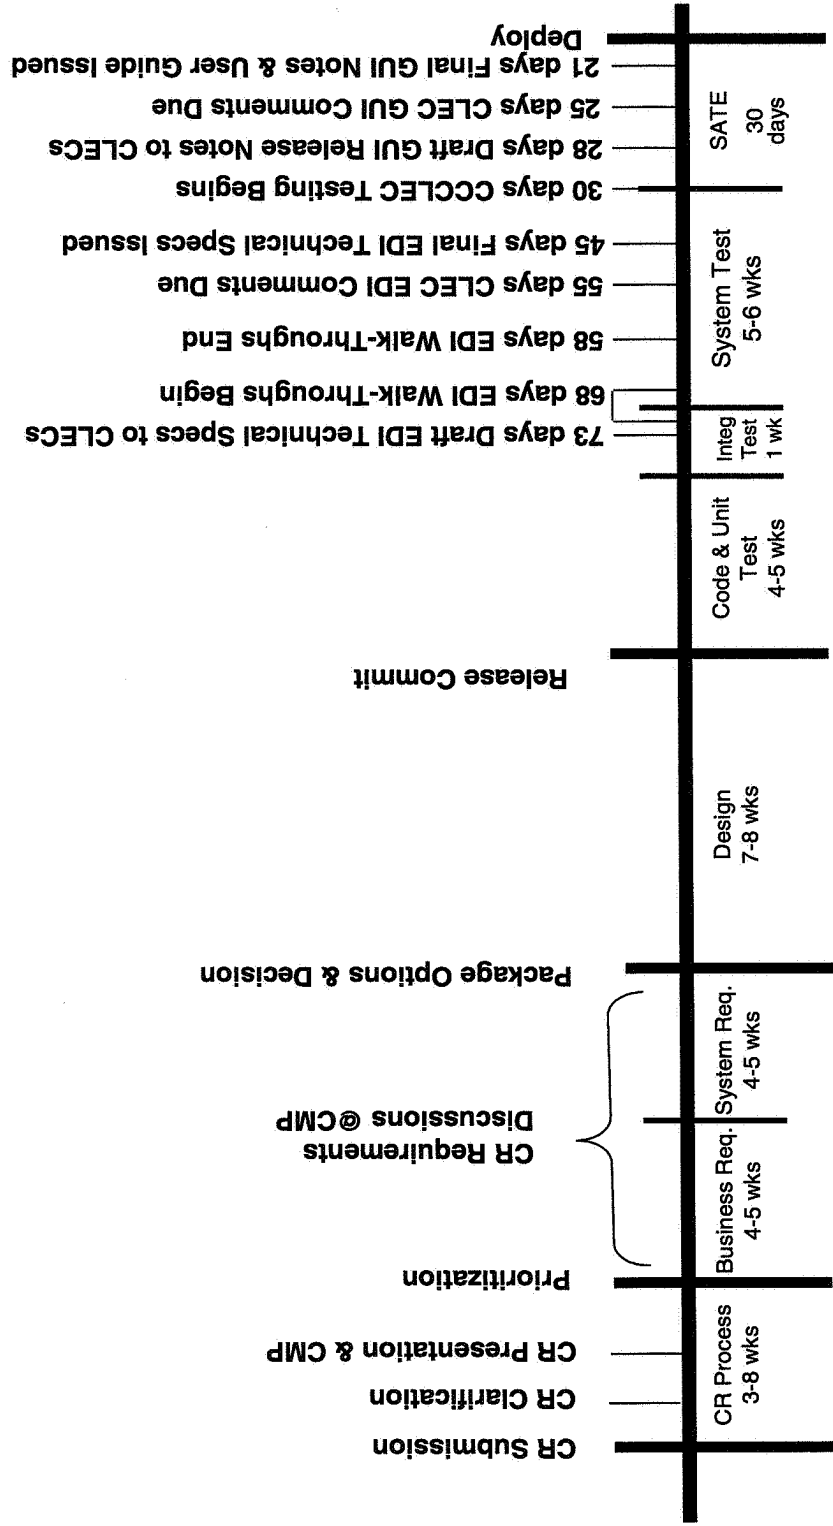 CR Submission
CR Clarification
CR Presentation & CMP
Prioritization
CR Requirements
Discussions @CMP
Package Options & Decision
Release Commit
73 days Draft EDI Technical Specs to CLECs
68 days EDI Walk-Throughs Begin
58 days EDI Walk-Throughs End
55 days CLEC EDI Comments Due
45 days Final EDI Technical Specs Issued
30 days CCCLEC Testing Begins
28 days Draft GUI Release Notes to CLECs
25 days CLEC GUI Comments Due
21 days Final GUI Notes & User Guide Issued
Deploy
CR Process
3-8 wks
Business Req.
4-5 wks
System Req.
4-5 wks
Design
7-8 wks
Code & Unit
Test
4-5 wks
Integ
Test
1 wk
System Test
5-6 wks
SATE
30
days